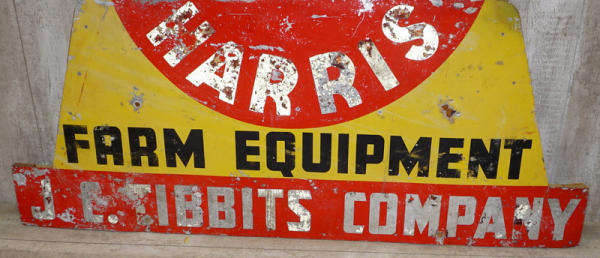 HARRIS
FARM EQUIPMENT
J. C. TIBBITS COMPANY